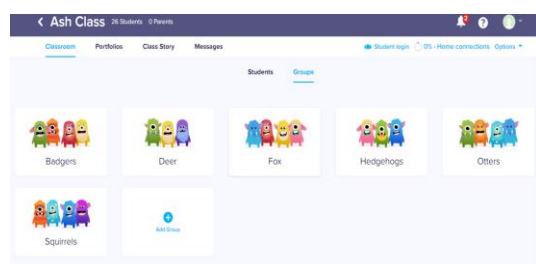 < Ash Class 26 Students 0 Parents 2 ?
Classroom Portfolios Class Story Messages Student login 0% - Home connections Options
Students Groups
Badgers Deer Fox Hedgehogs Otters
Squirrels Add Group